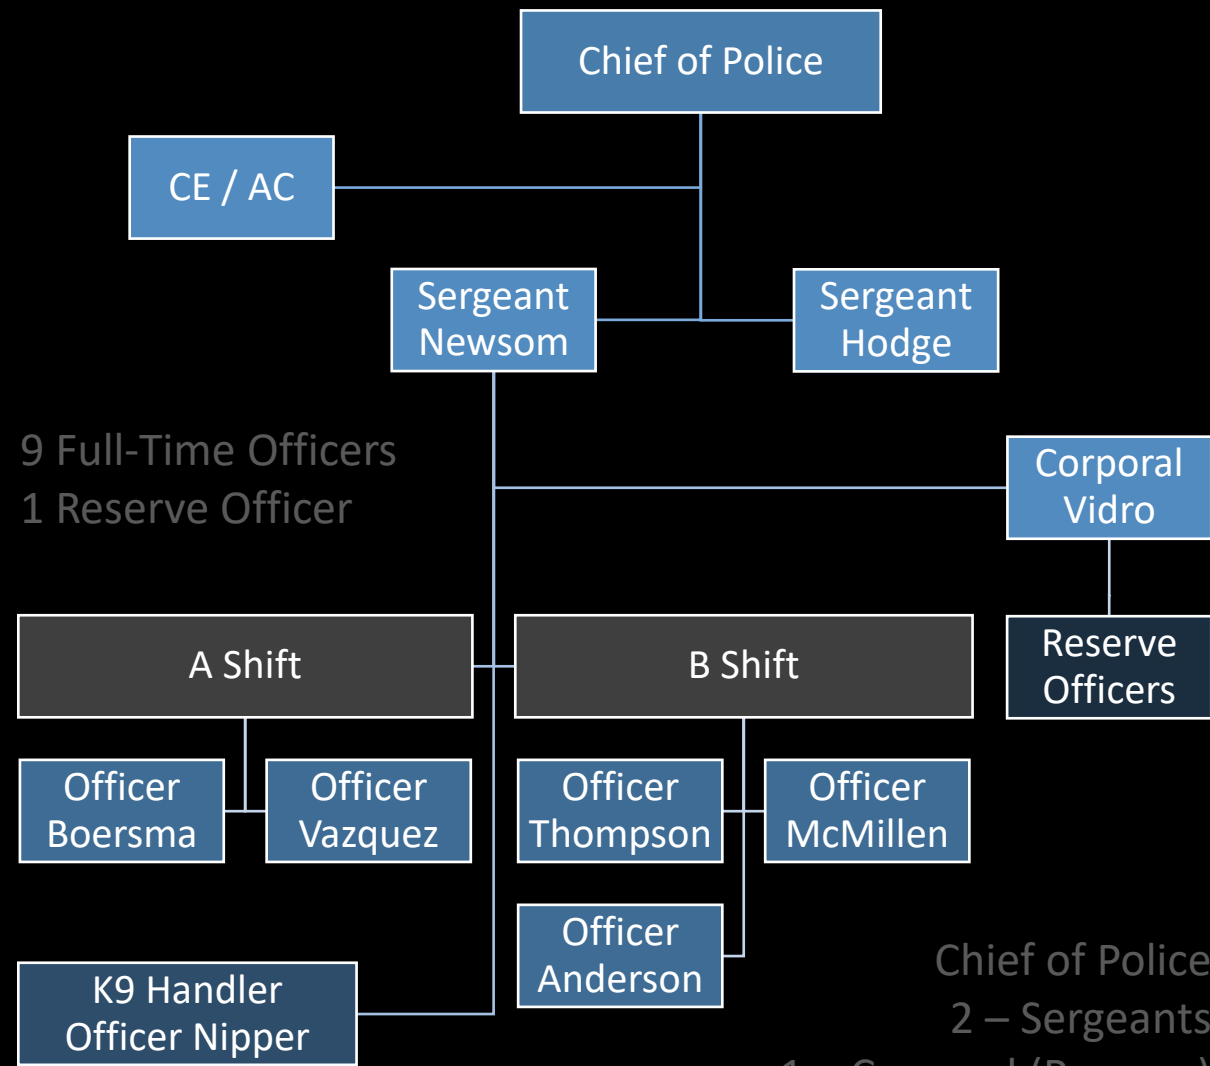 Chief of Police
CE / AC
Sergeant
Newsom
Sergeant
Hodge
9 Full-Time Officers
1 Reserve Officer
Corporal
Vidro
A Shift
B Shift
Reserve
Officers
Officer
Boersma
Officer
Vazquez
Officer
Thompson
Officer
McMillen
Officer
Anderson
K9 Handler
Officer Nipper
Chief of Police
2 – Sergeants